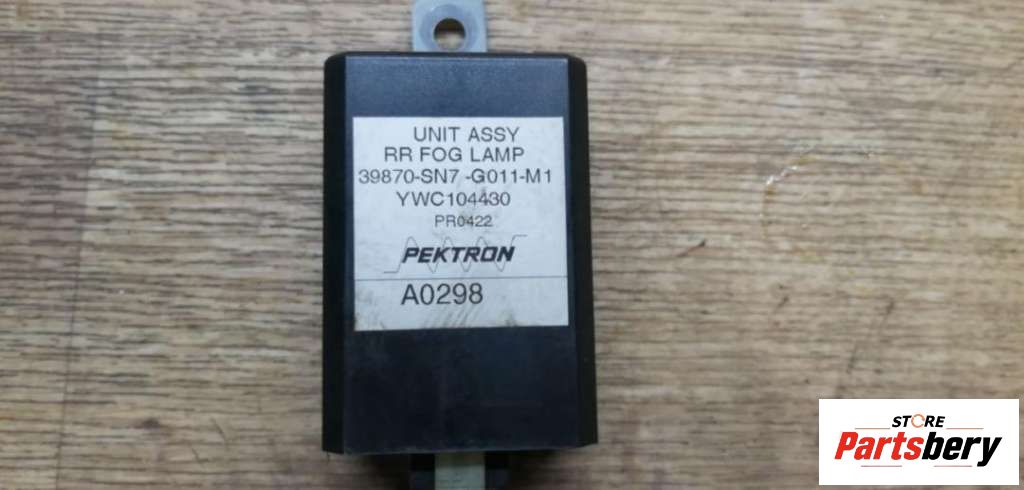 UNIT ASSY
RR FOG LAMP
39870-SN7 -G011-M1
YWC104430
PR0422
PEKTRON
A0298
STORE
Partsbery